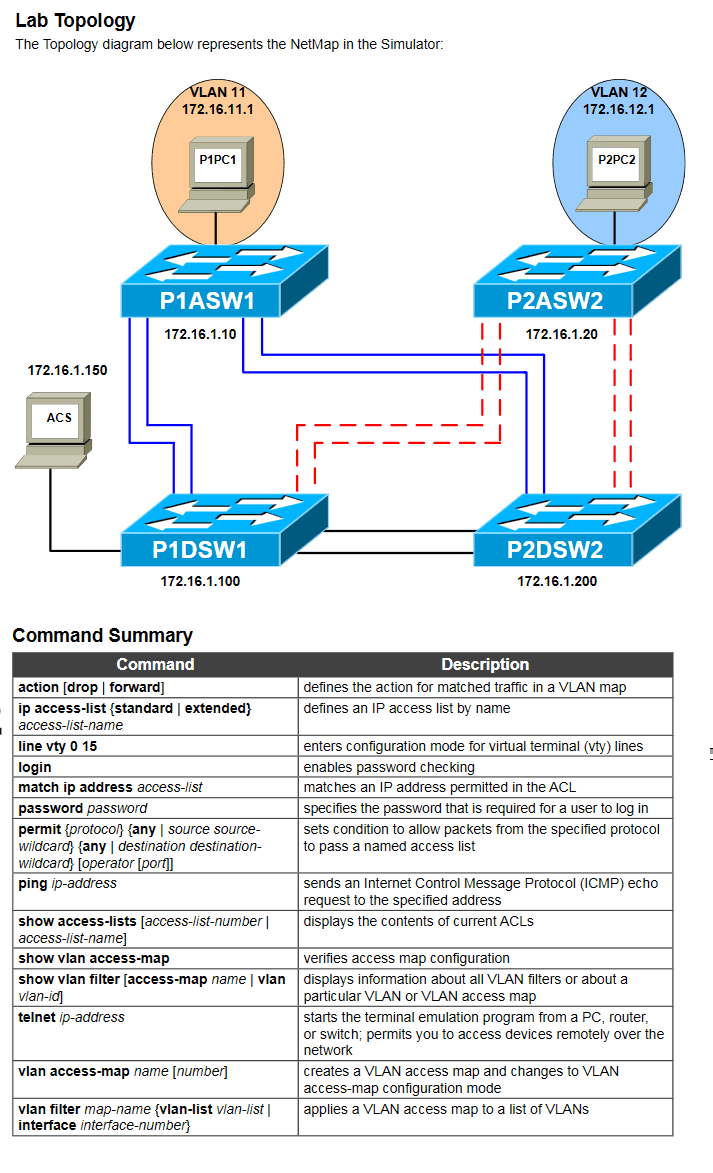 Lab Topology
The Topology diagram below represents the NetMap in the Simulator:
VLAN 11
172.16.11.1
P1PC1
VLAN 12
172.16.12.1
P2PC2
P1ASW1
172.16.1.10
P2ASW2
172.16.1.20
172.16.1.150
ACS
P1DSW1
172.16.1.100
P2DSW2
172.16.1.200
Command Summary
Command
Description
action [drop | forward]
defines the action for matched traffic in a VLAN map
ip access-list {standard | extended}
access-list-name
defines an IP access list by name
line vty 0 15
enters configuration mode for virtual terminal (vty) lines
login
enables password checking
match ip address access-list
matches an IP address permitted in the ACL
password password
specifies the password that is required for a user to log in
permit {protocol} {any | source source-
wildcard} {any | destination destination-
wildcard} [operator [port]]
sets condition to allow packets from the specified protocol
to pass a named access list
ping ip-address
sends an Internet Control Message Protocol (ICMP) echo
request to the specified address
show access-lists [access-list-number |
access-list-name]
displays the contents of current ACLs
show vlan access-map
verifies access map configuration
show vlan filter [access-map name | vlan
vlan-id]
displays information about all VLAN filters or about a
particular VLAN or VLAN access map
telnet ip-address
starts the terminal emulation program from a PC, router,
or switch; permits you to access devices remotely over the
network
vlan access-map name [number]
creates a VLAN access map and changes to VLAN
access-map configuration mode
vlan filter map-name {vlan-list vlan-list |
interface interface-number}
applies a VLAN access map to a list of VLANs